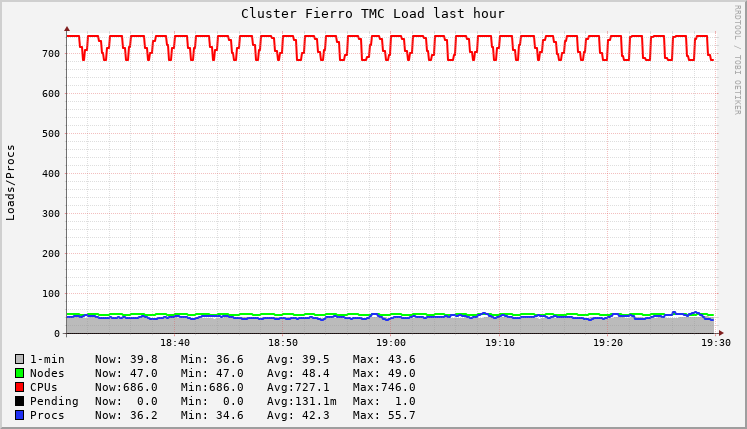 Cluster Fierro TMC Load last hour
RRDTOOL / TOBI OETIKER
Loads/Procs
700
600
500
400
300
200
100
0
18:40 18:50 19:00 19:10 19:20 19:30
1-min Now: 39.8 Min: 36.6 Avg: 39.5 Max: 43.6
Nodes Now: 47.0 Min: 47.0 Avg: 48.4 Max: 49.0
CPUs Now:686.0 Min:686.0 Avg:727.1 Max:746.0
Pending Now: 0.0 Min: 0.0 Avg:131.1m Max: 1.0
Procs Now: 36.2 Min: 34.6 Avg: 42.3 Max: 55.7